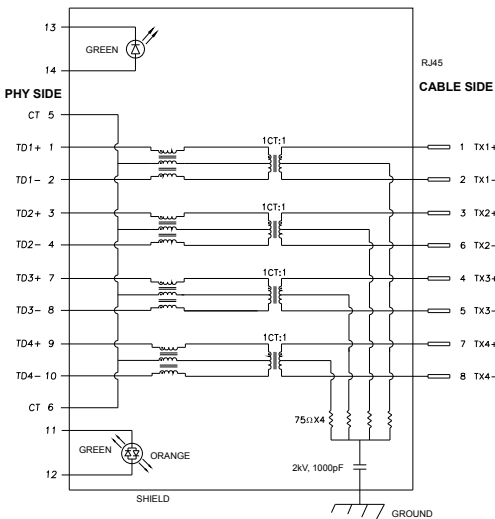 13
GREEN
14
RJ45
PHY SIDE
CABLE SIDE
CT 5
1CT:1
TD1+ 1
1 TX1+
TD1- 2
2 TX1-
1CT:1
TD2+ 3
3 TX2+
TD2- 4
6 TX2-
1CT:1
TD3+ 7
4 TX3+
TD3- 8
5 TX3-
1CT:1
TD4+ 9
7 TX4+
TD4- 10
8 TX4-
CT 6
75ΩX4
11
GREEN
ORANGE
12
2kV, 1000pF
SHIELD
GROUND